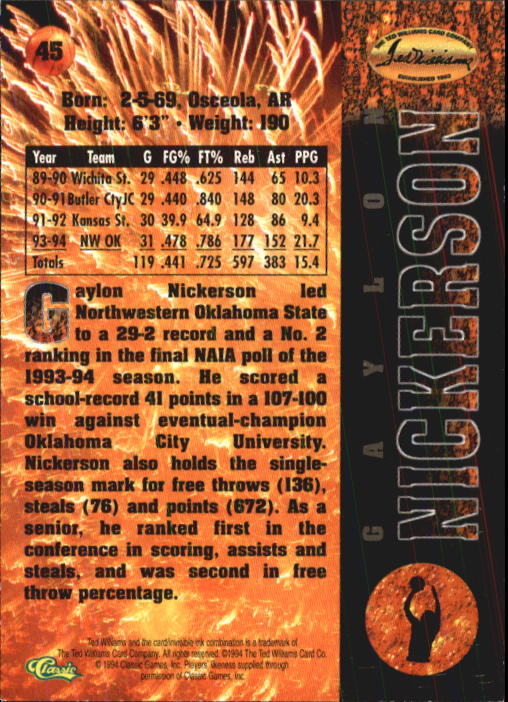 45
THE TED WILLIAMS CARD COMPANY
Ted Williams
ESTABLISHED 1992
Born: 2-5-69, Osceola, AR
Height: 6'3" • Weight: 190
Year Team G FG% FT% Reb Ast PPG
89-90 Wichita St. 29 .448 .625 144 65 10.3
90-91 Butler CtyJC 29 .440 .840 148 80 20.3
91-92 Kansas St. 30 39.9 64.9 128 86 9.4
93-94 NW OK 31 .478 .786 177 152 21.7
Totals 119 .441 .725 597 383 15.4
Gaylon Nickerson led
Northwestern Oklahoma State
to a 29-2 record and a No. 2
ranking in the final NAIA poll of the
1993-94 season. He scored a
school-record 41 points in a 107-100
win against eventual-champion
Oklahoma City University.
Nickerson also holds the single-
season mark for free throws (136),
steals (76) and points (672). As a
senior, he ranked first in the
conference in scoring, assists and
steals, and was second in free
throw percentage.
GAYLON
NICKERSON
Classic
Ted Williams and the card/invisible ink combination is a trademark of
The Ted Williams Card Company. All rights reserved. ©1994 The Ted Williams Card Co.
© 1994 Classic Games, Inc. Players' likeness supplied through
permission of Classic Games, Inc.